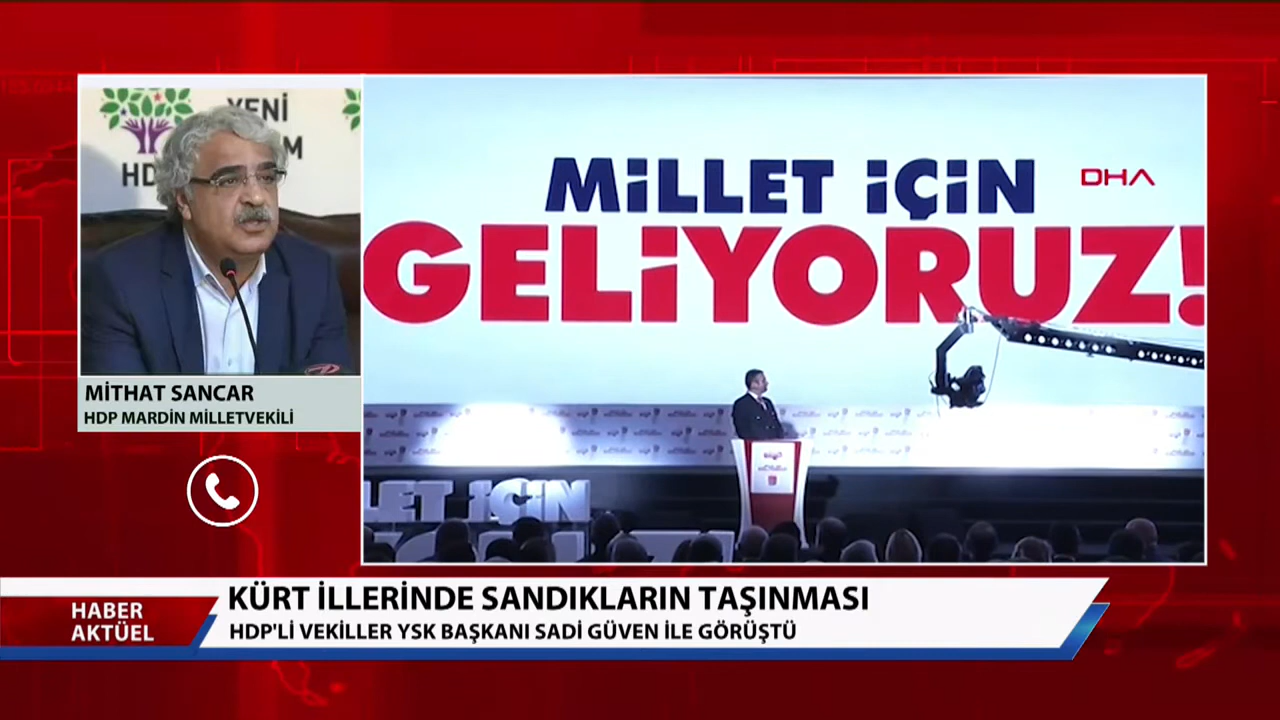 YENİ
HDP
MİTHAT SANCAR
HDP MARDİN MİLLETVEKİLİ
MİLLET İÇİN
GELİYORUZ!
DHA
LET İÇİN
HABER
AKTÜEL
KÜRT İLLERİNDE SANDIKLARIN TAŞINMASI
HDP'Lİ VEKİLLER YSK BAŞKANI SADİ GÜVEN İLE GÖRÜŞTÜ